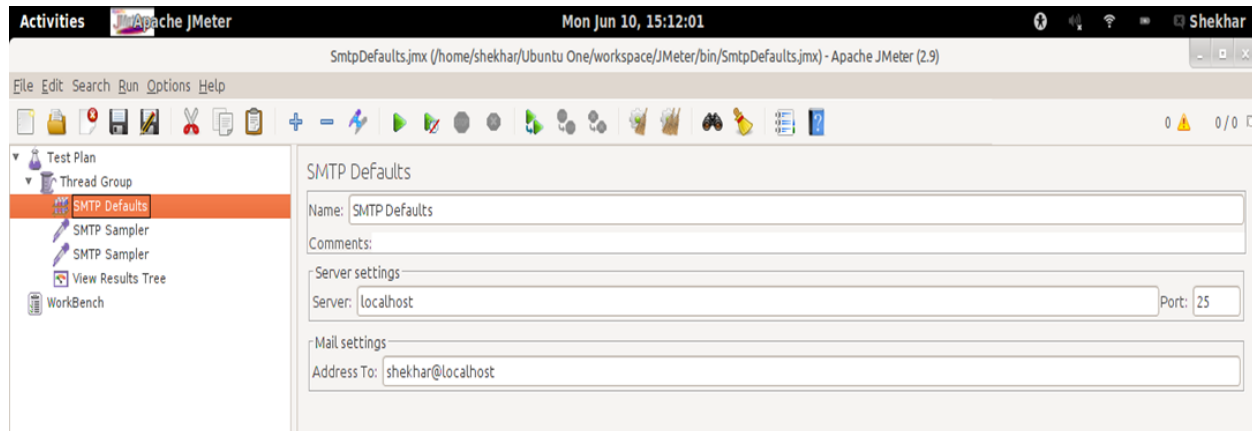 Activities Apache JMeter Mon Jun 10, 15:12:01 Shekhar
SmtpDefaults.jmx (/home/shekhar/Ubuntu One/workspace/JMeter/bin/SmtpDefaults.jmx) - Apache JMeter (2.9)
File Edit Search Run Options Help
0 0 / 0
Test Plan
Thread Group
SMTP Defaults
SMTP Sampler
SMTP Sampler
View Results Tree
WorkBench
SMTP Defaults
Name: SMTP Defaults
Comments:
Server settings
Server: localhost Port: 25
Mail settings
Address To: shekhar@localhost